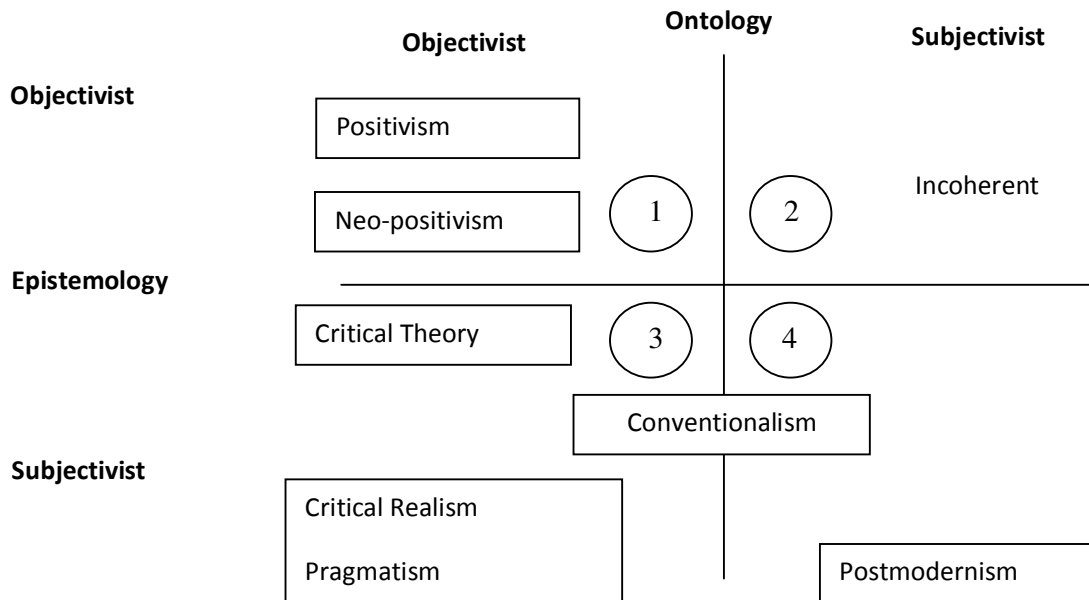 Ontology
Objectivist
Subjectivist
Objectivist
Positivism
Incoherent
Neo-positivism
1
2
Epistemology
Critical Theory
3
4
Conventionalism
Subjectivist
Critical Realism
Pragmatism
Postmodernism